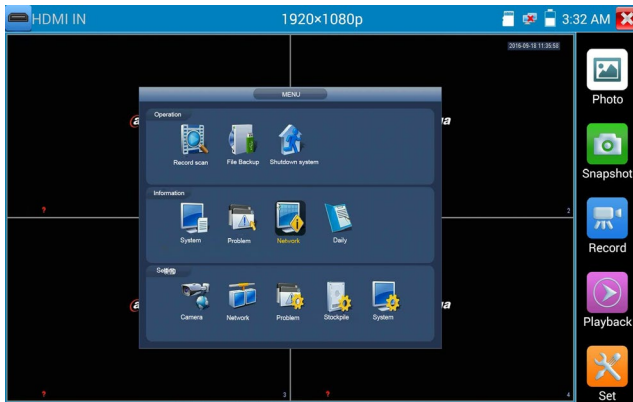 HDMI IN 1920×1080p 3:32 AM
2016-09-18 11:35:58
MENU
Operation
Record scan File Backup Shutdown system
Information
System Problem Network Daily
Camera Network Problem Stockpile System
?
2
? 3 ? 4
Photo
Snapshot
Record
Playback
Set